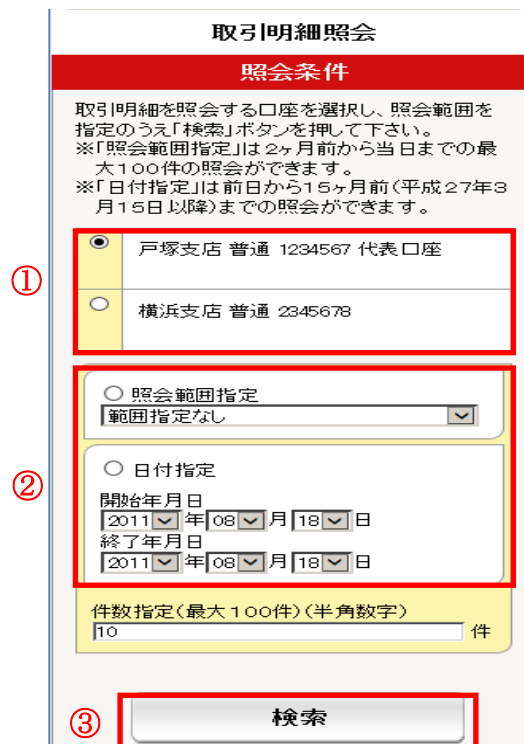 取引明細照会
照会条件
取引明細を照会する口座を選択し、照会範囲を
指定のうえ「検索」ボタンを押して下さい。
※「照会範囲指定」は2ヶ月前から当日までの最
大100件の照会ができます。
※「日付指定」は前日から15ヶ月前(平成27年3
月15日以降)までの照会ができます。
①
戸塚支店 普通 1234567 代表口座
横浜支店 普通 2345678
②
照会範囲指定
範囲指定なし
日付指定
開始年月日
2011 年 08 月 18 日
終了年月日
2011 年 08 月 18 日
件数指定(最大100件)(半角数字)
10 件
③
検索